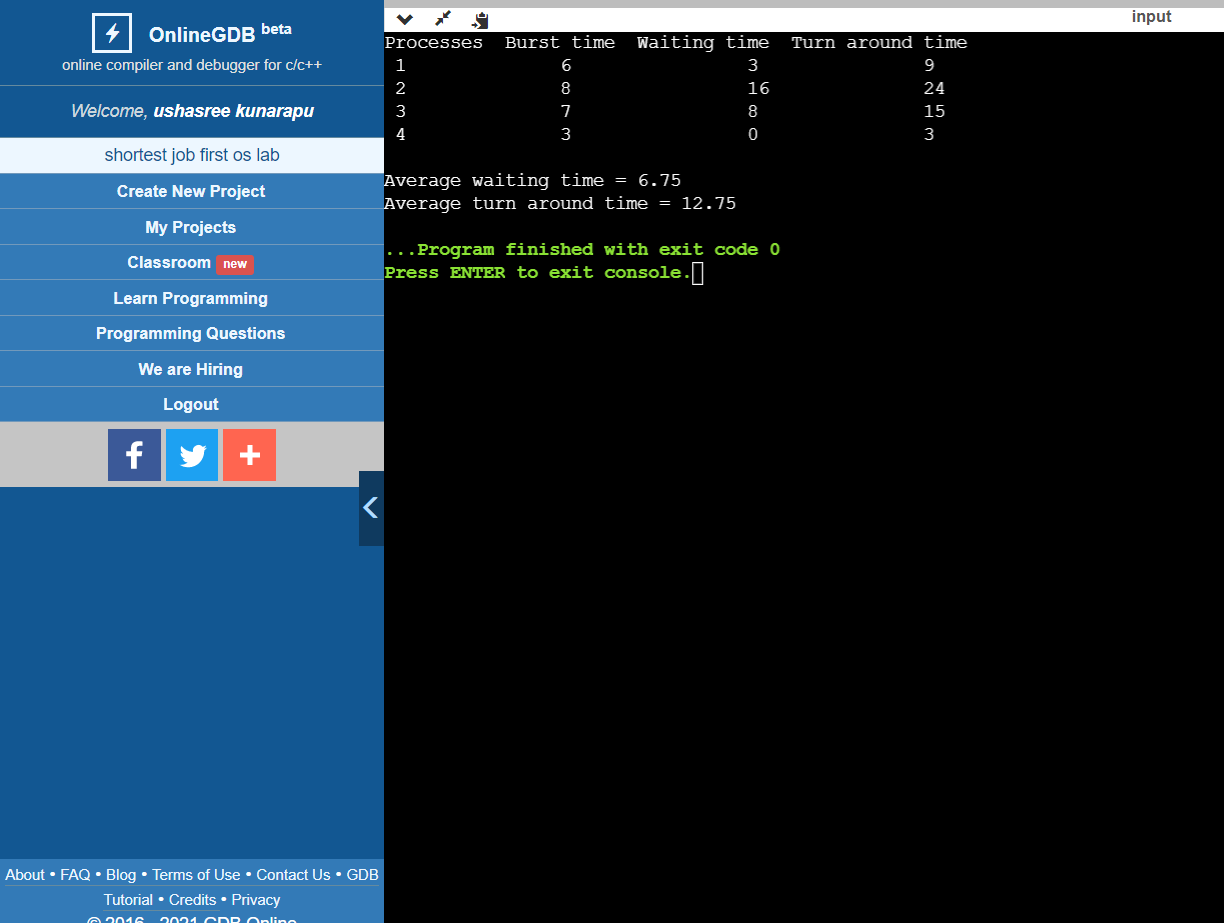 OnlineGDB beta
online compiler and debugger for c/c++
Welcome, ushasree kunarapu
shortest job first os lab
Create New Project
My Projects
Classroom new
Learn Programming
Programming Questions
We are Hiring
Logout
About • FAQ • Blog • Terms of Use • Contact Us • GDB
Tutorial • Credits • Privacy
© 2016 - 2021 GDB Online
input
Processes  Burst time  Waiting time  Turn around time
1  6  3  9
2  8  16  24
3  7  8  15
4  3  0  3
Average waiting time = 6.75
Average turn around time = 12.75
...Program finished with exit code 0
Press ENTER to exit console.